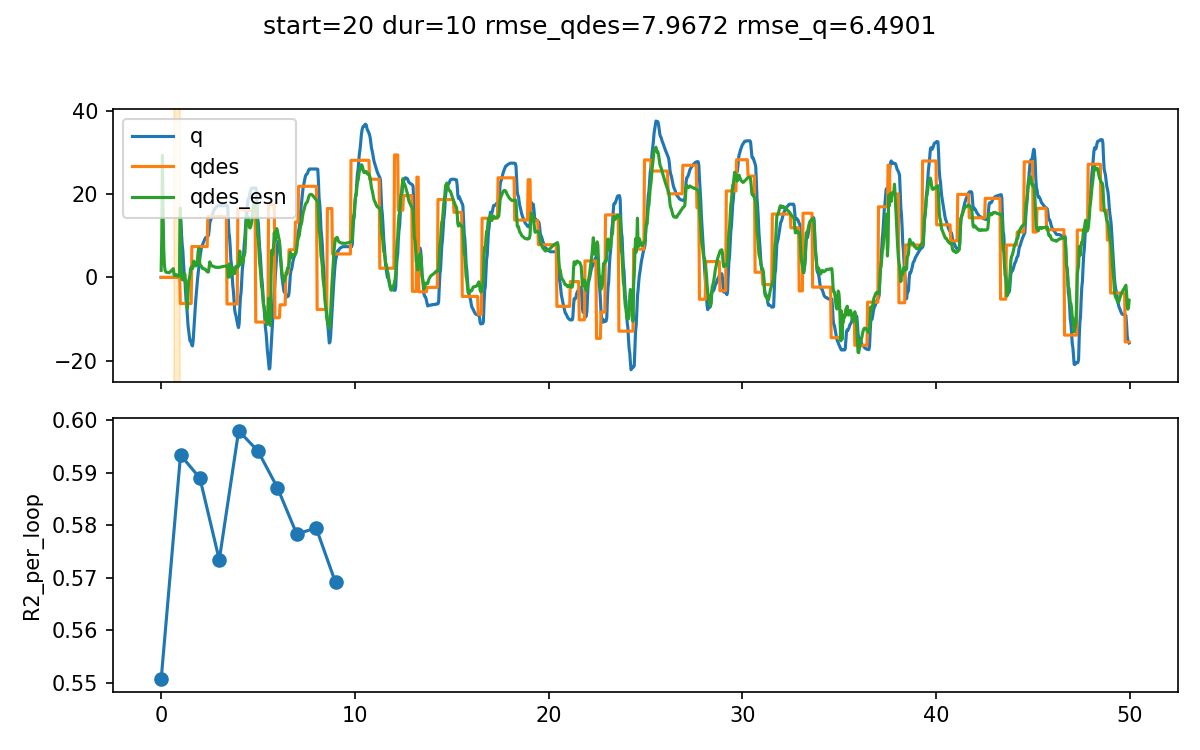 start=20 dur=10 rmse_qdes=7.9672 rmse_q=6.4901
40
20
0
−20
q
qdes
qdes_esn
0.60
0.59
0.58
0.57
0.56
0.55
R2_per_loop
0 10 20 30 40 50